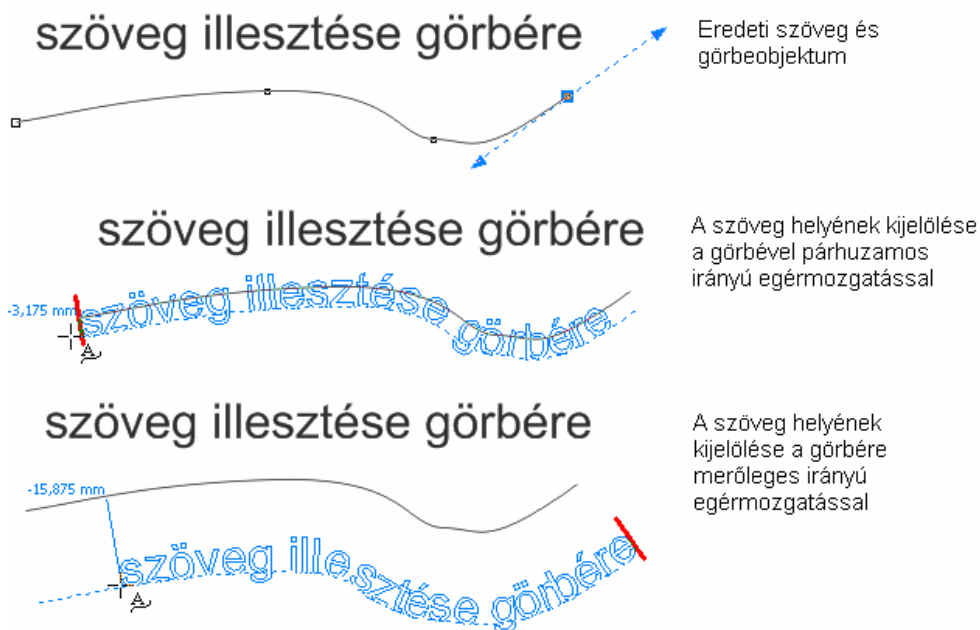 szöveg illesztése görbére
Eredeti szöveg és
görbeobjektum
szöveg illesztése görbére
A szöveg helyének kijelölése
a görbével párhuzamos
irányú egérmozgatással
-3,175 mm
szöveg illesztése görbére
szöveg illesztése görbére
A szöveg helyének
kijelölése a görbére
merőleges irányú
egérmozgatással
-15,875 mm
szöveg illesztése görbére